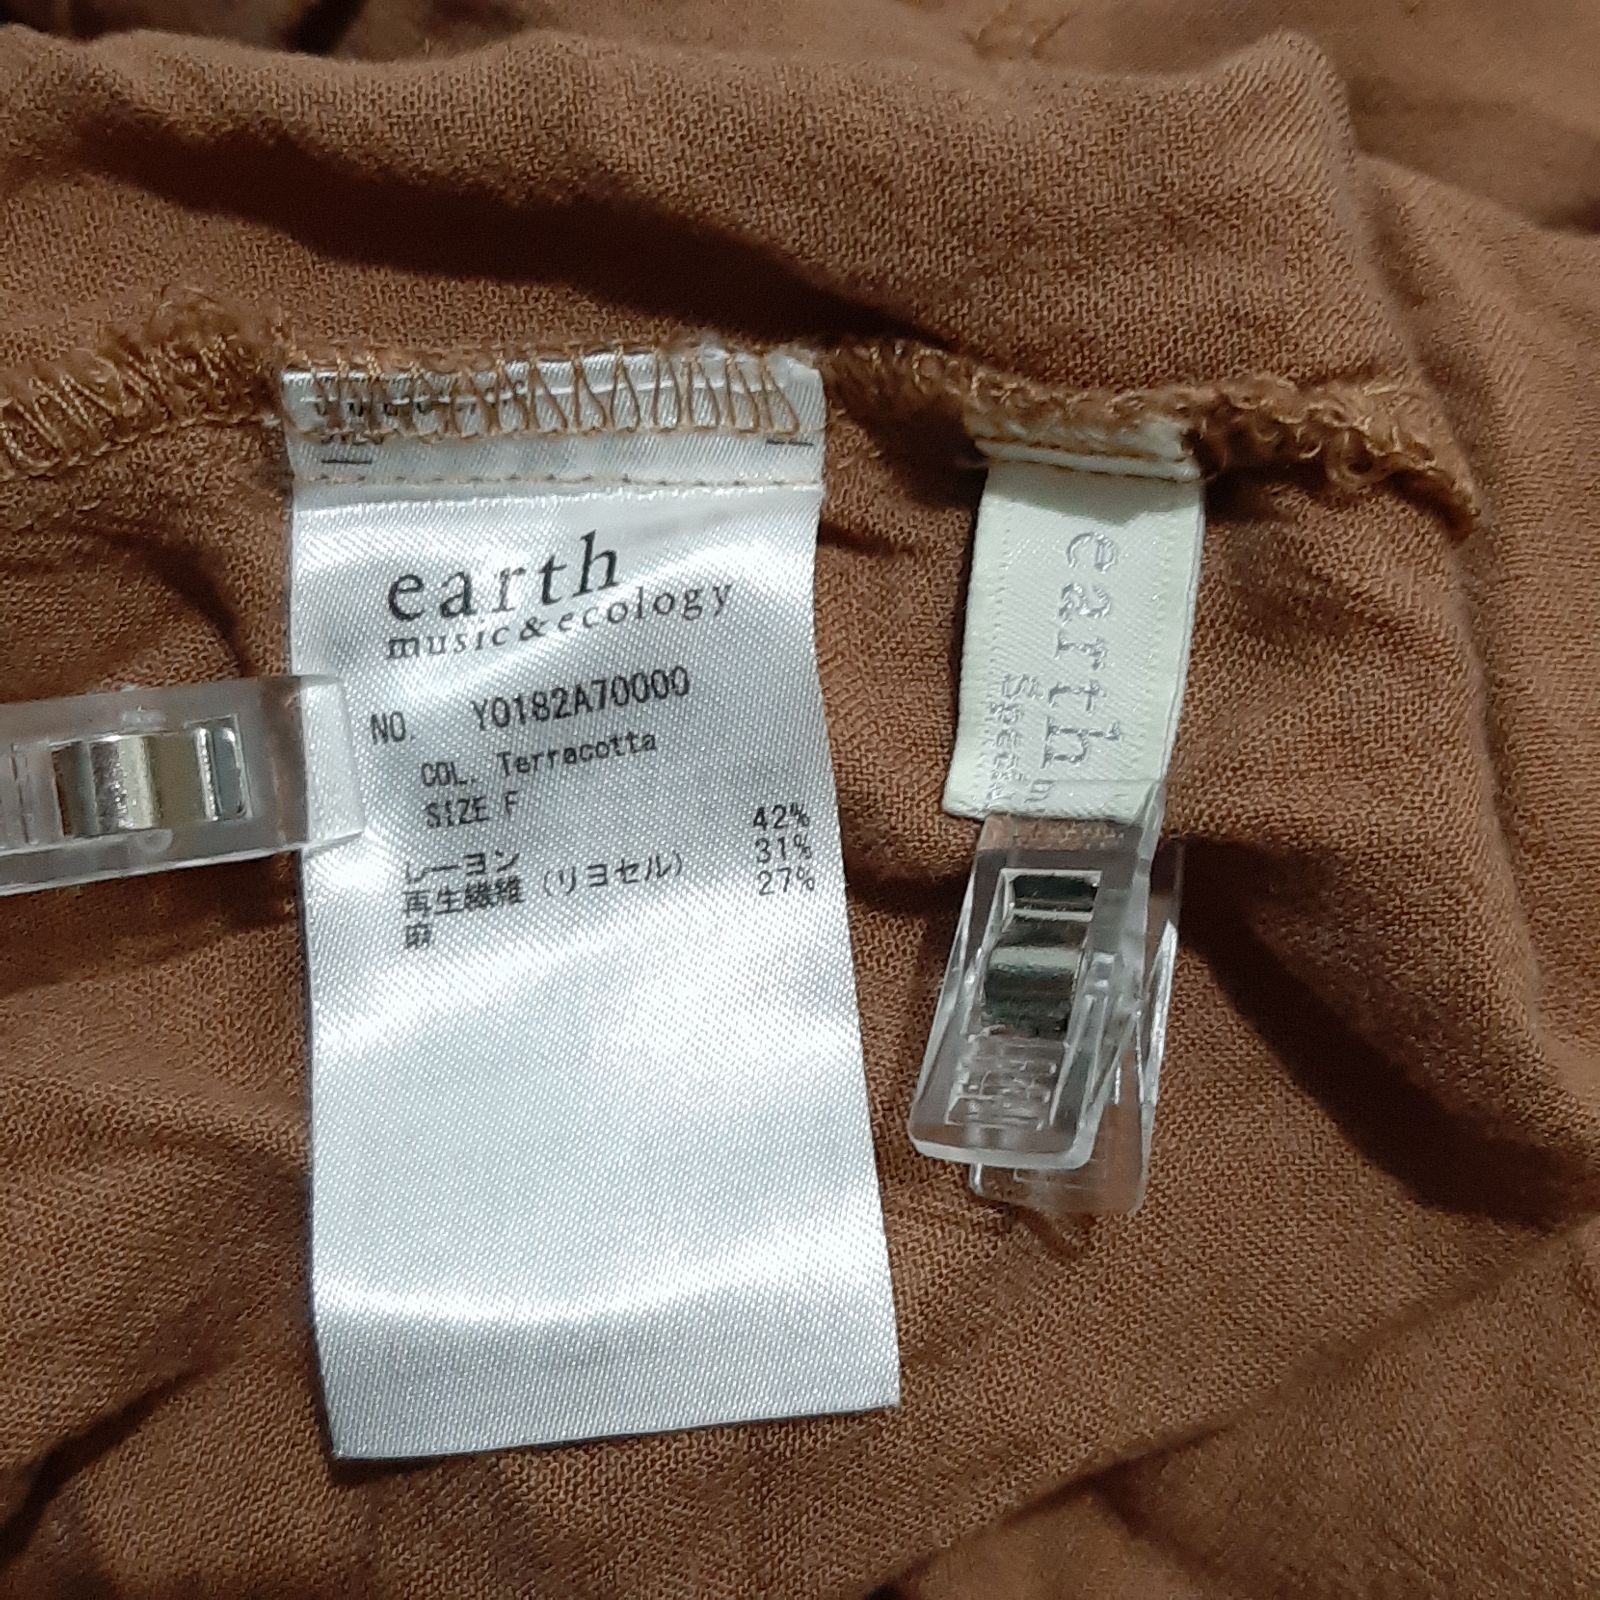 earth
music&ecology
NO. Y0182A70000
COL. Terracotta
SIZE F
レーヨン 42%
再生繊維 (リヨセル) 31%
麻 27%
earth